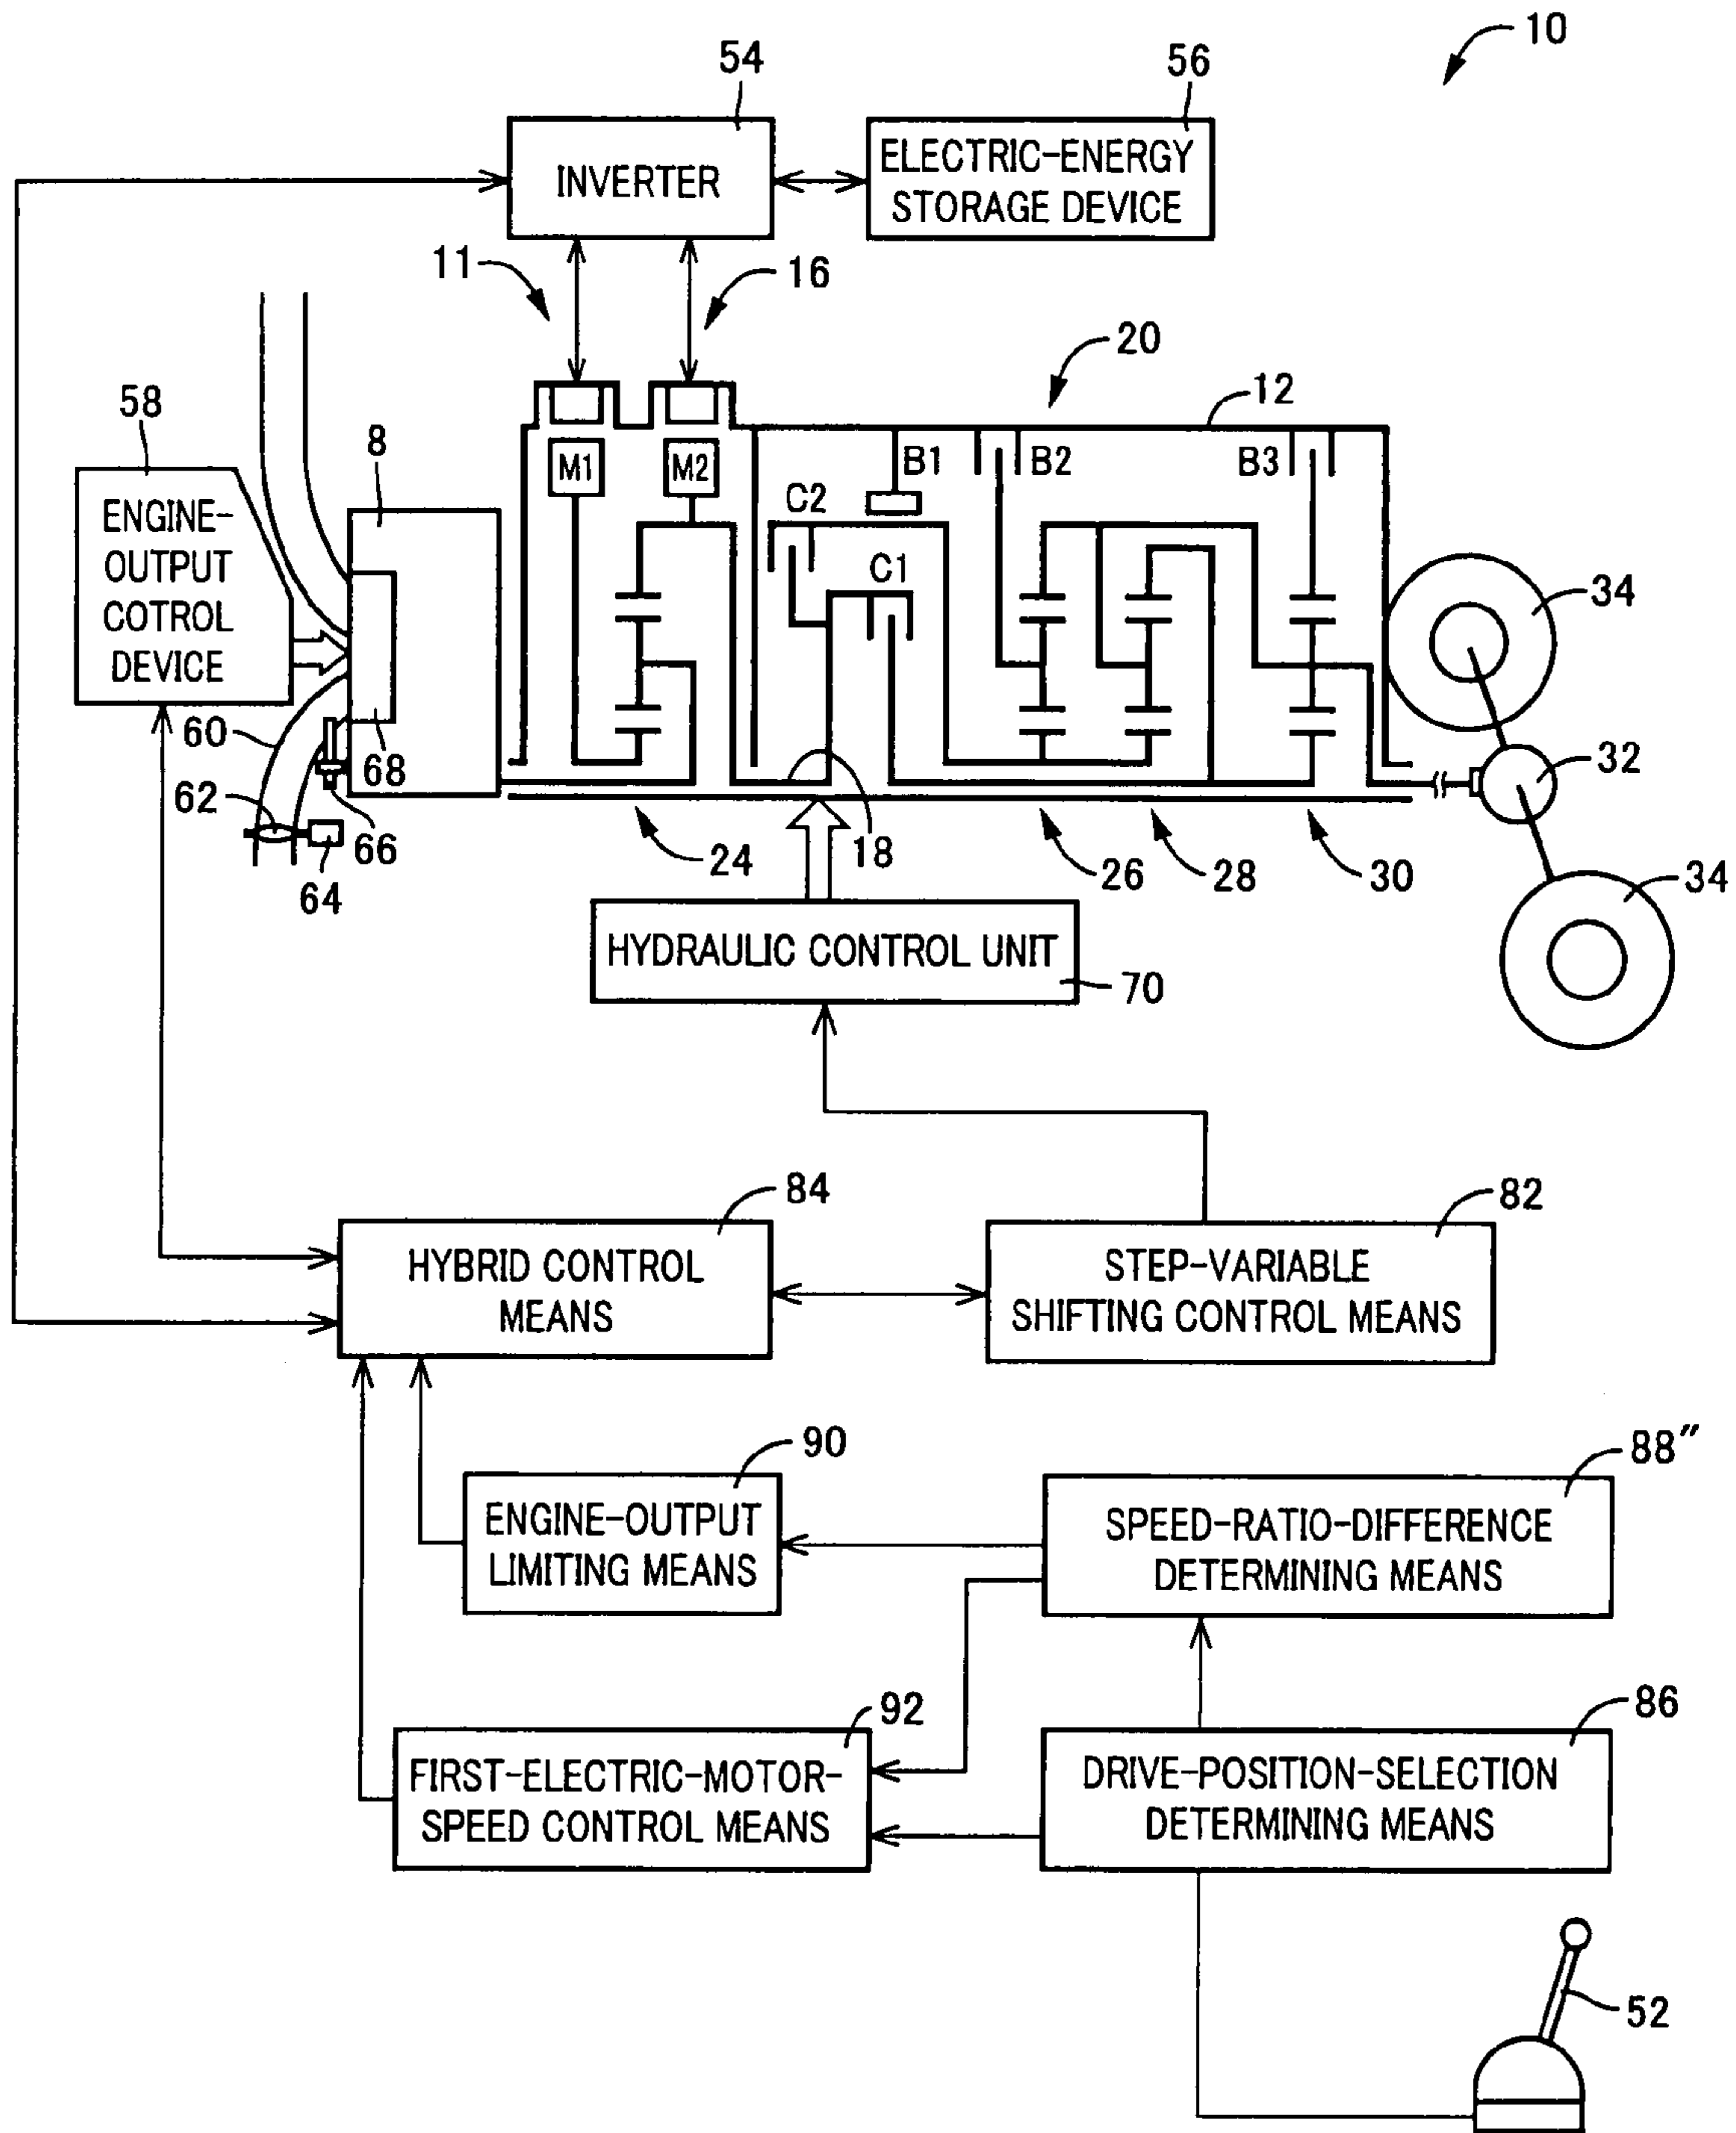 10
54
56
INVERTER
ELECTRIC-ENERGY
STORAGE DEVICE
11
16
20
12
58
8
M1
M2
B1
B2
B3
C2
C1
ENGINE-
OUTPUT
COTROL
DEVICE
34
60
68
32
62
66
64
24
18
26
28
30
34
HYDRAULIC CONTROL UNIT
70
84
82
HYBRID CONTROL
MEANS
STEP-VARIABLE
SHIFTING CONTROL MEANS
90
88"
ENGINE-OUTPUT
LIMITING MEANS
SPEED-RATIO-DIFFERENCE
DETERMINING MEANS
92
86
FIRST-ELECTRIC-MOTOR-
SPEED CONTROL MEANS
DRIVE-POSITION-SELECTION
DETERMINING MEANS
52